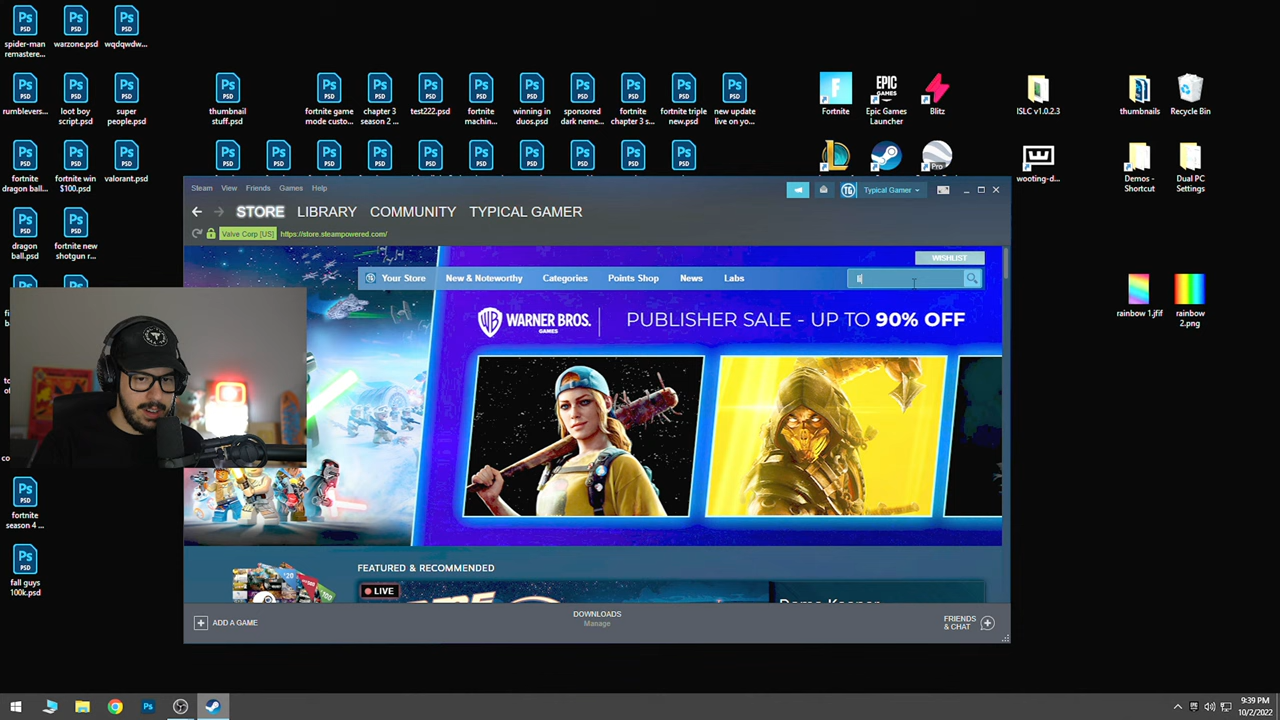 spider-man
remastere...
warzone.psd
wqdqwdw...
rumblevers...
loot boy
script.psd
super
people.psd
thumbnail
stuff.psd
fortnite game
mode custo...
chapter 3
season 2 ...
test222.psd
fortnite
machin...
winning in
duos.psd
sponsored
dark neme...
fortnite
chapter 3 s...
fortnite triple
new.psd
new update
live on yo...
Fortnite
EPIC
GAMES
Epic Games
Launcher
Blitz
ISLC v1.0.2.3
thumbnails
Recycle Bin
fortnite
dragon ball...
fortnite win
$100.psd
valorant.psd
Pro
wooting-d...
Demos -
Shortcut
Dual PC
Settings
dragon
ball.psd
fortnite new
shotgun r...
rainbow 1.jfif
rainbow
2.png
fortnite
season 4 ...
fall guys
100k.psd
Steam View Friends Games Help
Typical Gamer
STORE LIBRARY COMMUNITY TYPICAL GAMER
Valve Corp [US] https://store.steampowered.com/
WISHLIST
Your Store New & Noteworthy Categories Points Shop News Labs
WARNER BROS.
GAMES
PUBLISHER SALE - UP TO 90% OFF
FEATURED & RECOMMENDED
LIVE
ADD A GAME
DOWNLOADS
Manage
FRIENDS
& CHAT
9:39 PM
10/2/2022